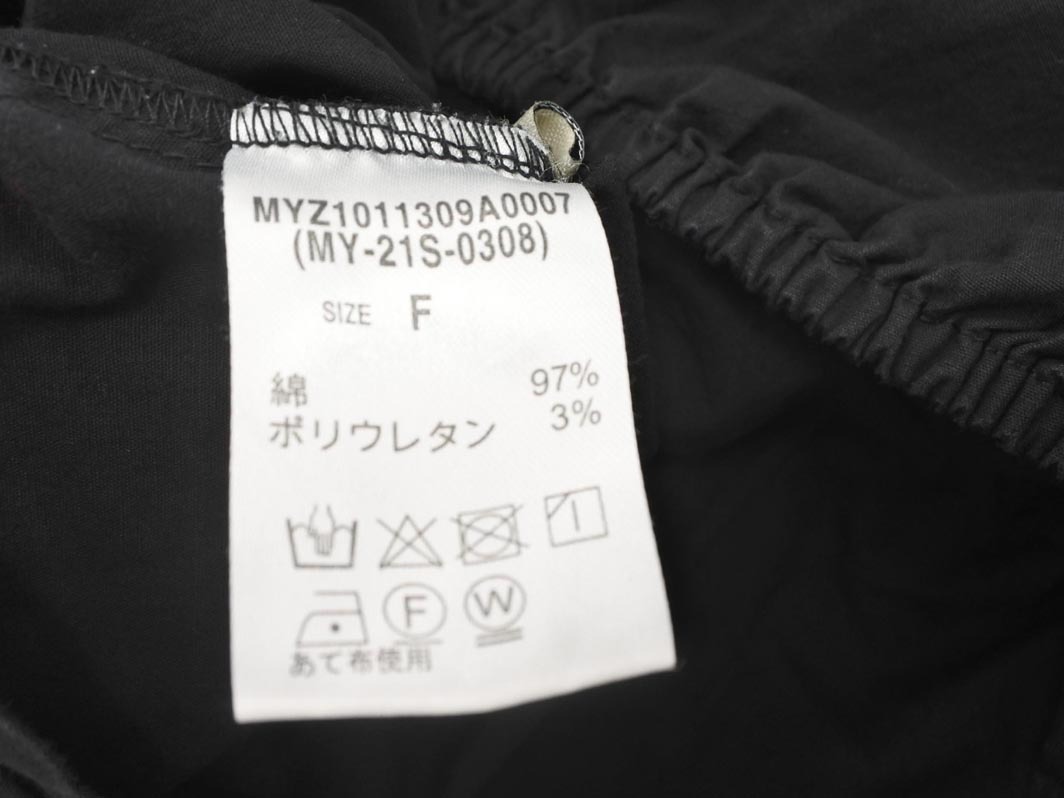 MYZ1011309A0007
(MY-21S-0308)
SIZE F
綿 97%
ポリウレタン 3%
F W
あて布使用